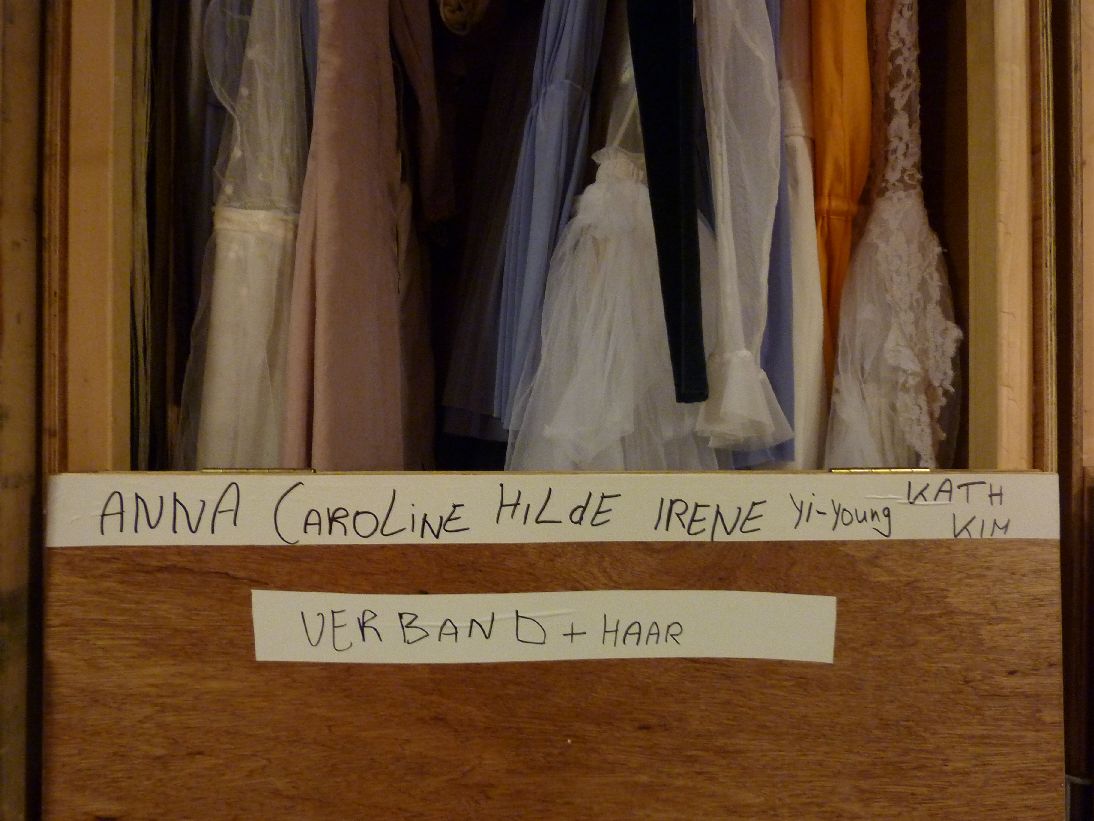 ANNA CAROLiNE HiLdE IRENE Yi-Young KATH
KIM
VERBAND + HAAR